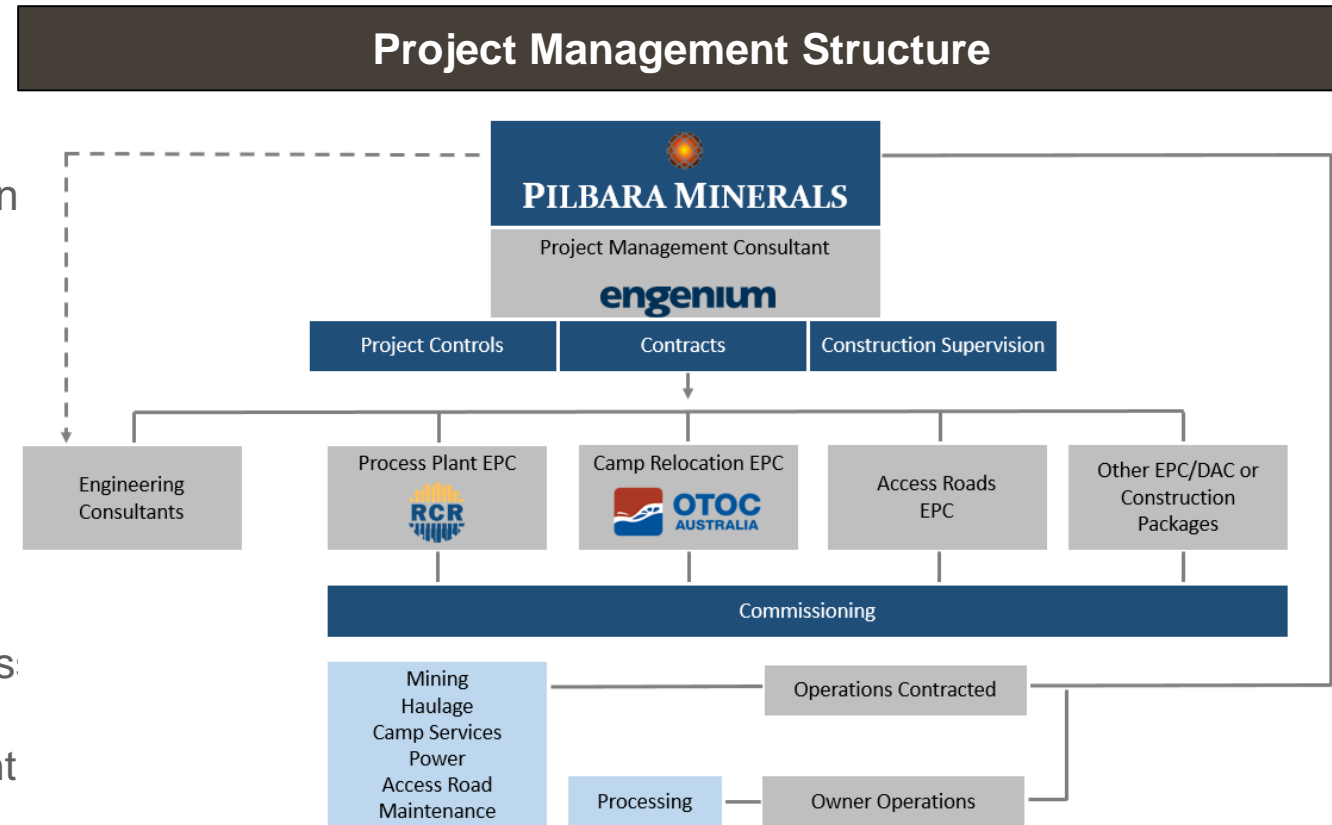 Project Management Structure
PILBARA MINERALS
Project Management Consultant
engenium
Project Controls
Contracts
Construction Supervision
Engineering
Consultants
Process Plant EPC
RCR
Camp Relocation EPC
OTOC
AUSTRALIA
Access Roads
EPC
Other EPC/DAC or
Construction
Packages
Commissioning
Mining
Haulage
Camp Services
Power
Access Road
Maintenance
Operations Contracted
Processing
Owner Operations